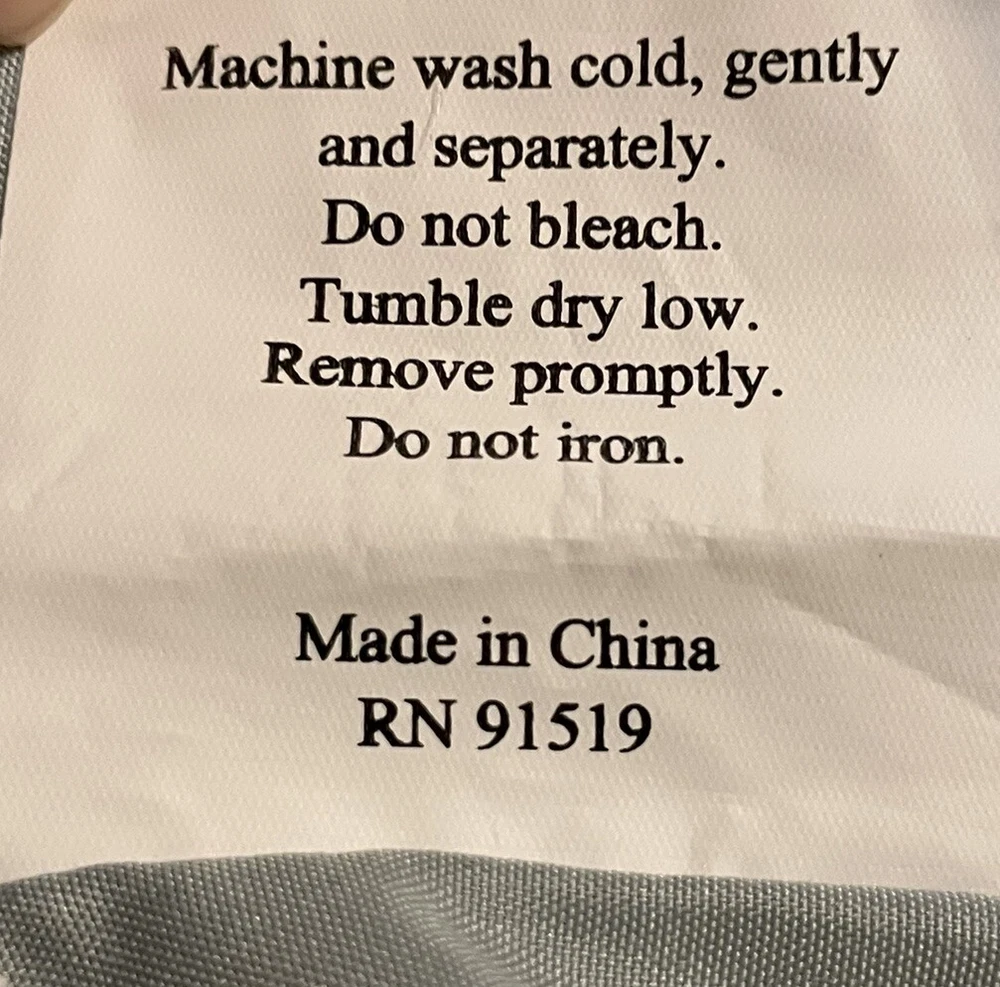 Machine wash cold, gently
and separately.
Do not bleach.
Tumble dry low.
Remove promptly.
Do not iron.
Made in China
RN 91519